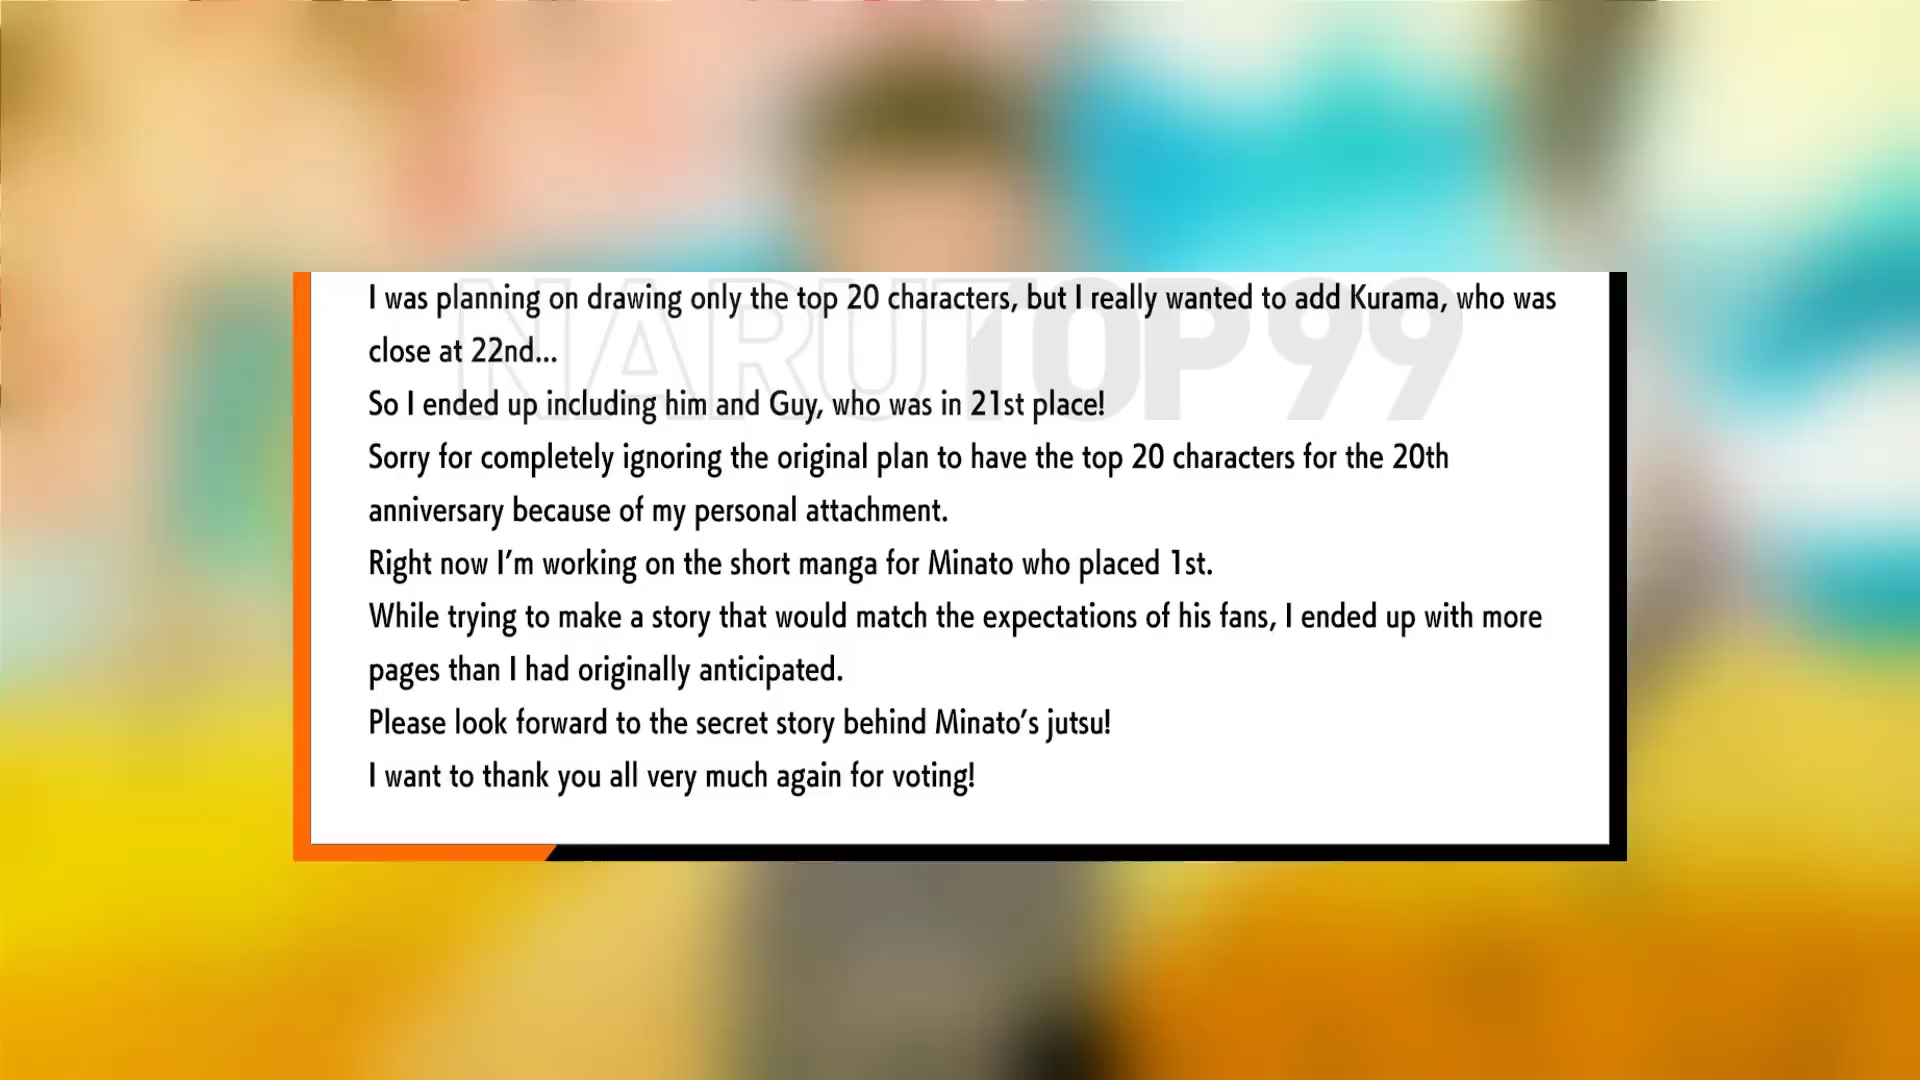 NARUTOP99
I was planning on drawing only the top 20 characters, but I really wanted to add Kurama, who was
close at 22nd...
So I ended up including him and Guy, who was in 21st place!
Sorry for completely ignoring the original plan to have the top 20 characters for the 20th
anniversary because of my personal attachment.
Right now I’m working on the short manga for Minato who placed 1st.
While trying to make a story that would match the expectations of his fans, I ended up with more
pages than I had originally anticipated.
Please look forward to the secret story behind Minato’s jutsu!
I want to thank you all very much again for voting!